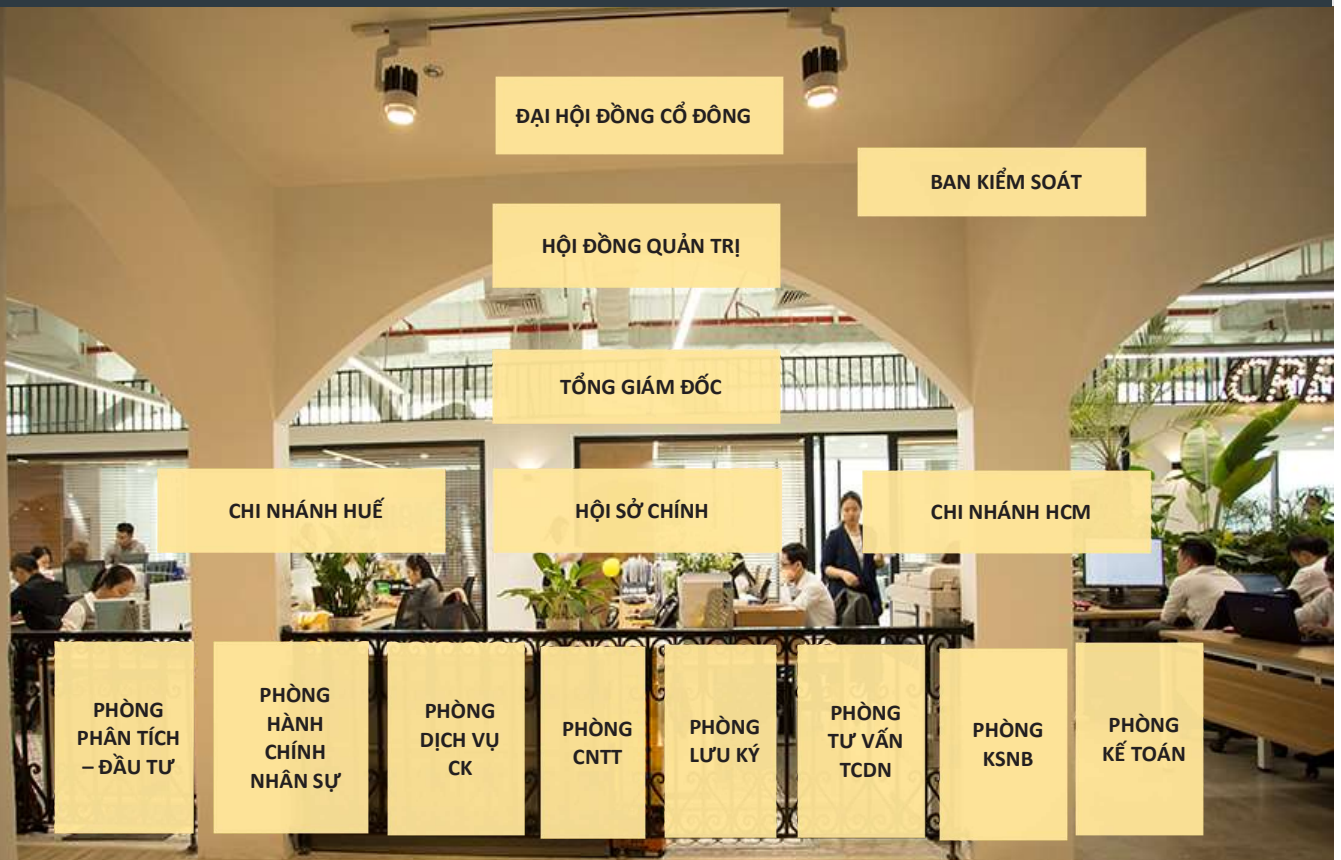 ĐẠI HỘI ĐỒNG CỔ ĐÔNG
BAN KIỂM SOÁT
HỘI ĐỒNG QUẢN TRỊ
TỔNG GIÁM ĐỐC
CHI NHÁNH HUẾ
HỘI SỞ CHÍNH
CHI NHÁNH HCM
PHÒNG
PHÂN TÍCH
– ĐẦU TƯ
PHÒNG
HÀNH
CHÍNH
NHÂN SỰ
PHÒNG
DỊCH VỤ
CK
PHÒNG
CNTT
PHÒNG
LƯU KÝ
PHÒNG
TƯ VẤN
TCDN
PHÒNG
KSNB
PHÒNG
KẾ TOÁN